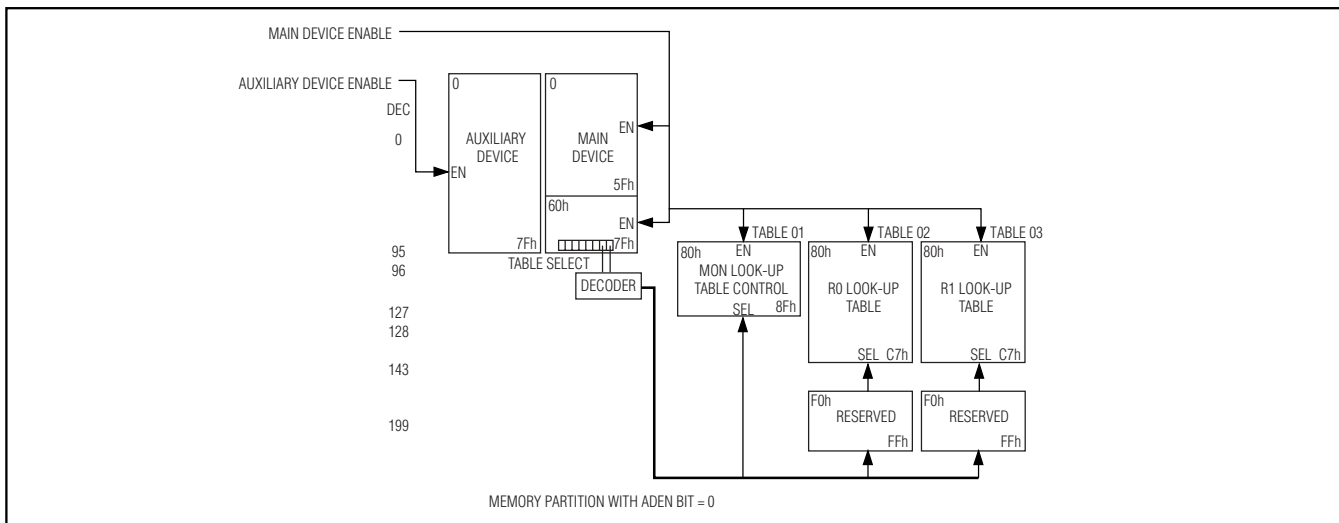 MAIN DEVICE ENABLE
AUXILIARY DEVICE ENABLE
DEC
0
95
96
127
128
143
199
0
AUXILIARY
DEVICE
EN
7Fh
0
EN
MAIN
DEVICE
5Fh
60h
EN
7Fh
TABLE SELECT
DECODER
TABLE 01
80h
EN
MON LOOK-UP
TABLE CONTROL
SEL
8Fh
TABLE 02
80h
EN
R0 LOOK-UP
TABLE
SEL C7h
F0h
RESERVED
FFh
TABLE 03
80h
EN
R1 LOOK-UP
TABLE
SEL C7h
F0h
RESERVED
FFh
MEMORY PARTITION WITH ADEN BIT = 0